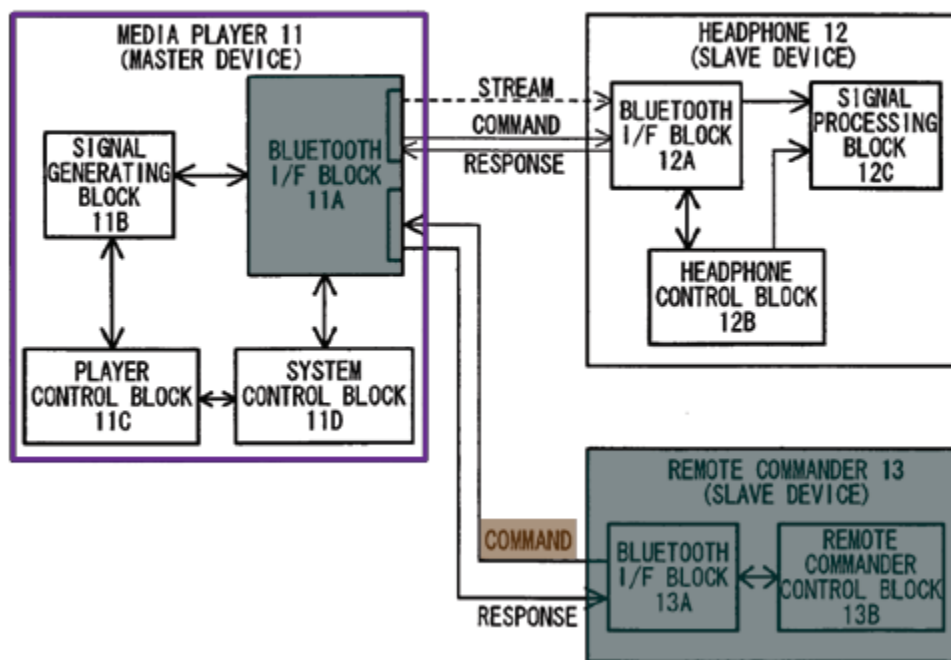 MEDIA PLAYER 11
(MASTER DEVICE)
SIGNAL
GENERATING
BLOCK
11B
BLUETOOTH
I/F BLOCK
11A
PLAYER
CONTROL BLOCK
11C
SYSTEM
CONTROL BLOCK
11D
STREAM
COMMAND
RESPONSE
HEADPHONE 12
(SLAVE DEVICE)
BLUETOOTH
I/F BLOCK
12A
SIGNAL
PROCESSING
BLOCK
12C
HEADPHONE
CONTROL BLOCK
12B
COMMAND
RESPONSE
REMOTE COMMANDER 13
(SLAVE DEVICE)
BLUETOOTH
I/F BLOCK
13A
REMOTE
COMMANDER
CONTROL BLOCK
13B